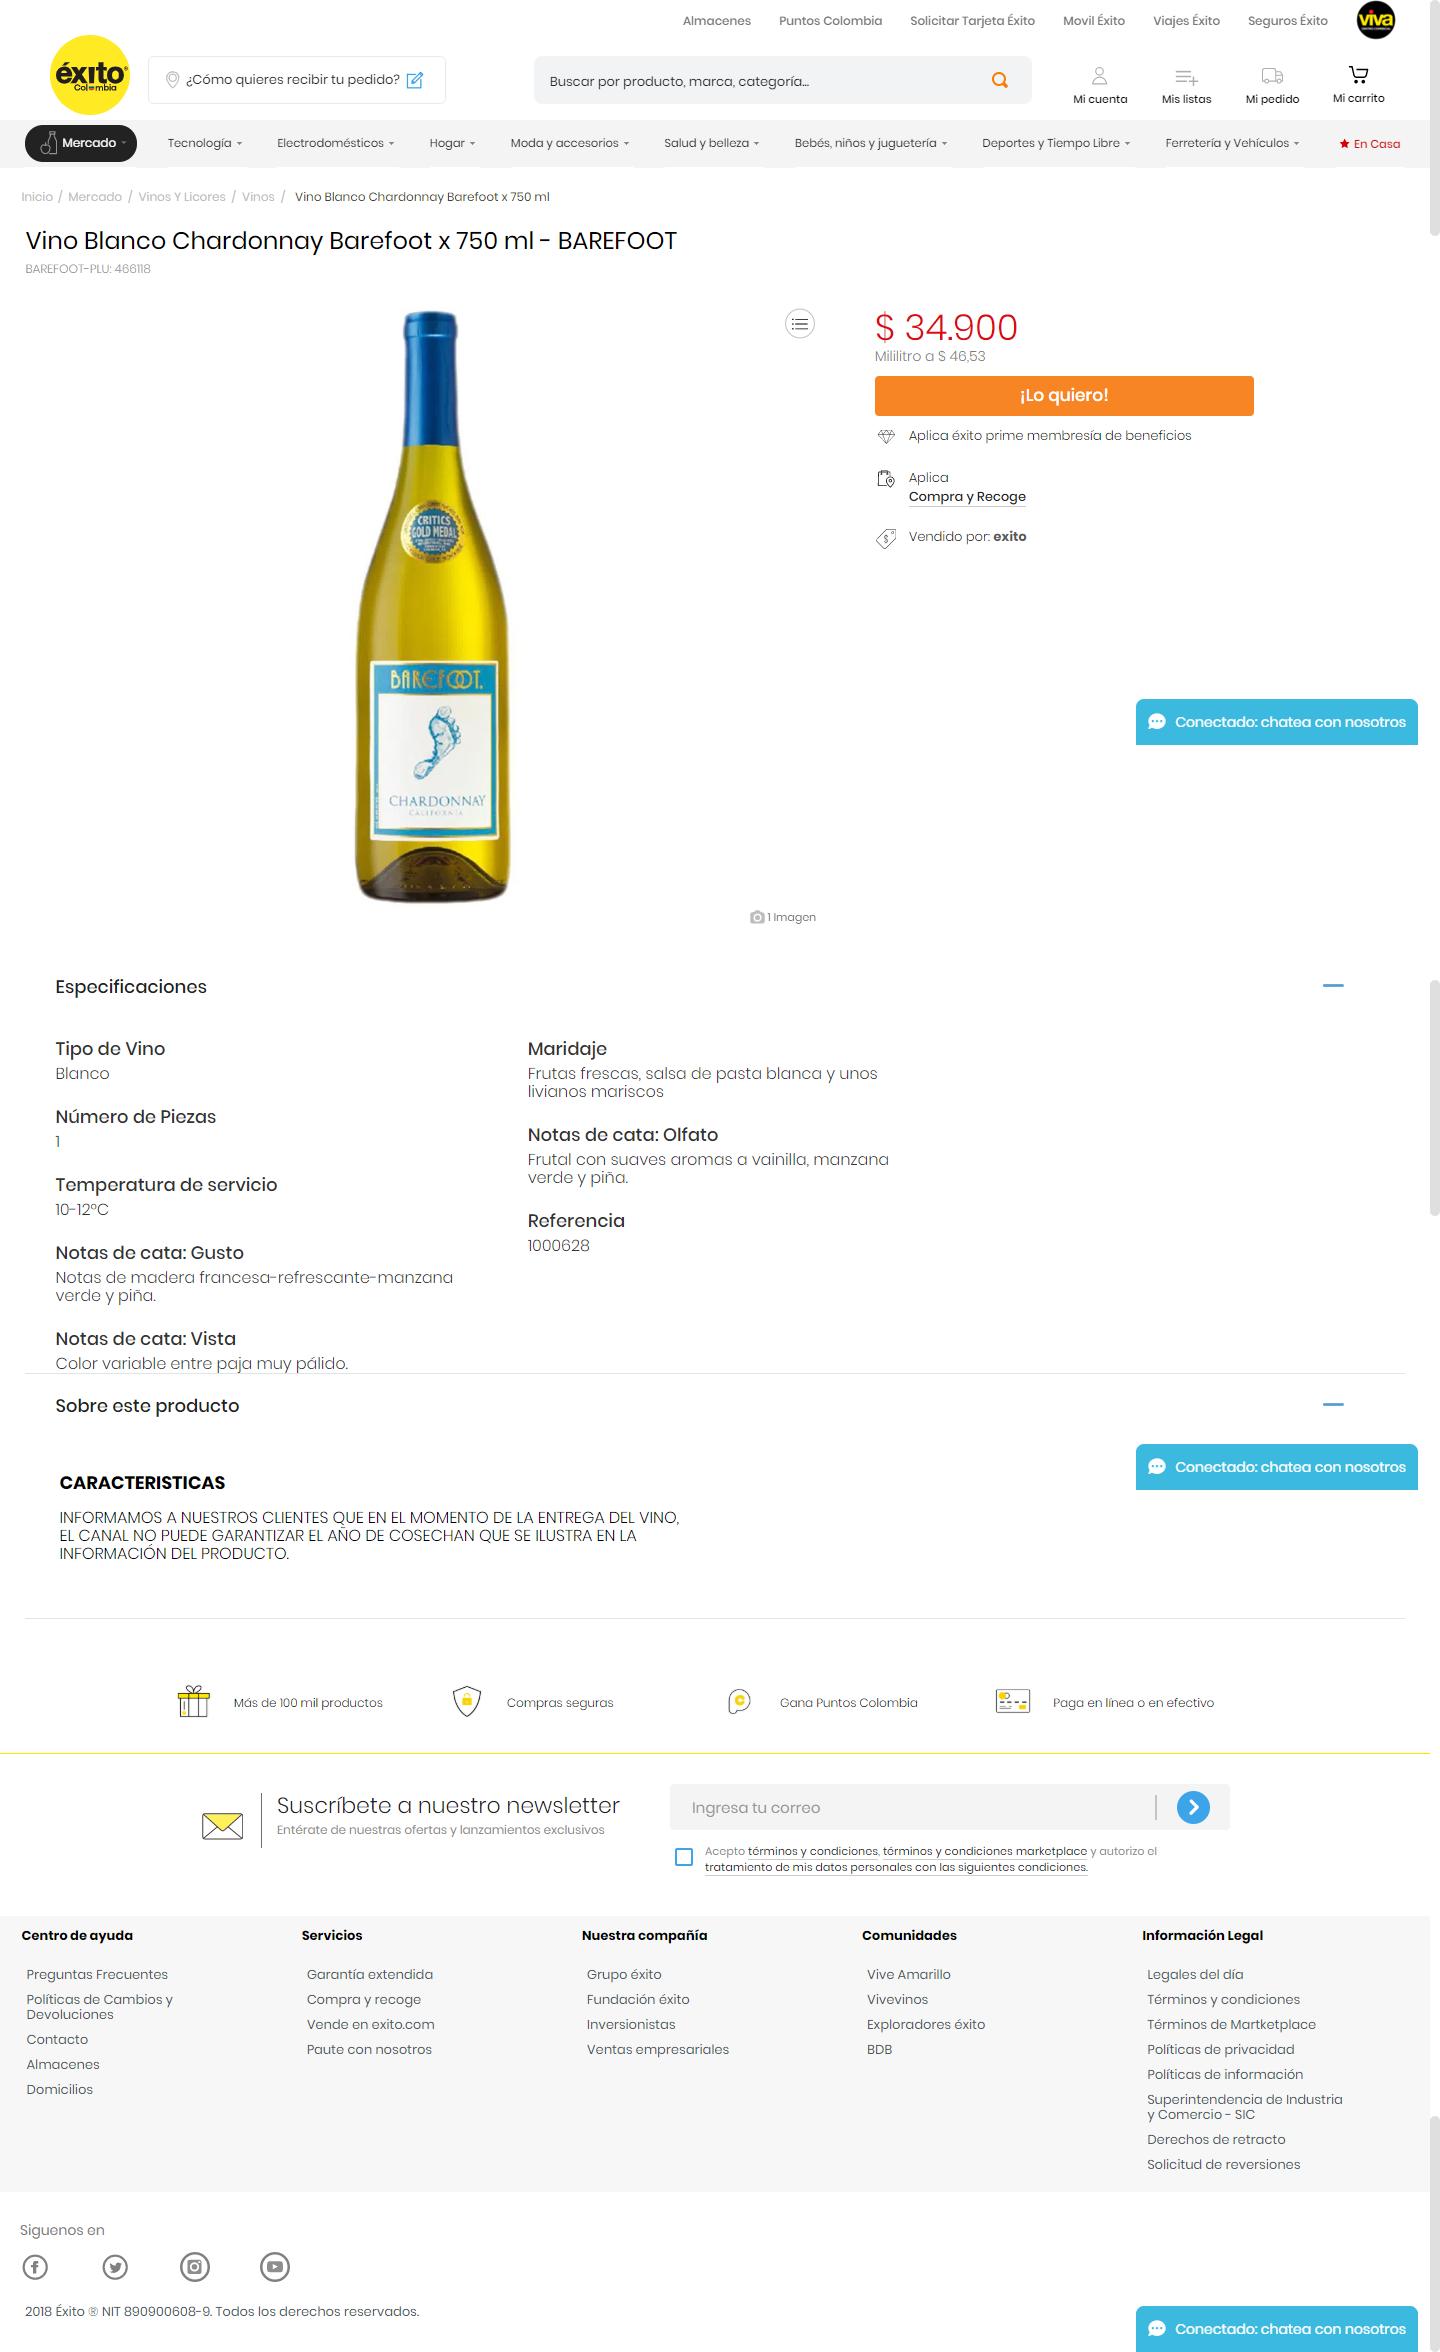 Almacenes Puntos Colombia Solicitar Tarjeta Éxito Movil Éxito Viajes Éxito Seguros Éxito viva
éxito
Colombia
¿Cómo quieres recibir tu pedido?
Buscar por producto, marca, categoría...
Mi cuenta Mis listas Mi pedido Mi carrito
Mercado Tecnología Electrodomésticos Hogar Moda y accesorios Salud y belleza Bebés, niños y juguetería Deportes y Tiempo Libre Ferretería y Vehículos En Casa
Inicio / Mercado / Vinos Y Licores / Vinos / Vino Blanco Chardonnay Barefoot x 750 ml
Vino Blanco Chardonnay Barefoot x 750 ml - BAREFOOT
BAREFOOT-PLU: 466118
CRITICS
GOLD MEDAL
BAREFOOT.
CHARDONNAY
CALIFORNIA
$ 34.900
Mililitro a $ 46,53
¡Lo quiero!
Aplica éxito prime membresía de beneficios
Aplica
Compra y Recoge
Vendido por: exito
Conectado: chatea con nosotros
1 Imagen
Especificaciones
Tipo de Vino
Blanco
Número de Piezas
1
Temperatura de servicio
10-12°C
Notas de cata: Gusto
Notas de madera francesa-refrescante-manzana
verde y piña.
Notas de cata: Vista
Color variable entre paja muy pálido.
Maridaje
Frutas frescas, salsa de pasta blanca y unos
livianos mariscos
Notas de cata: Olfato
Frutal con suaves aromas a vainilla, manzana
verde y piña.
Referencia
1000628
Sobre este producto
Conectado: chatea con nosotros
CARACTERISTICAS
INFORMAMOS A NUESTROS CLIENTES QUE EN EL MOMENTO DE LA ENTREGA DEL VINO,
EL CANAL NO PUEDE GARANTIZAR EL AÑO DE COSECHAN QUE SE ILUSTRA EN LA
INFORMACIÓN DEL PRODUCTO.
Más de 100 mil productos Compras seguras Gana Puntos Colombia Paga en línea o en efectivo
Suscríbete a nuestro newsletter
Entérate de nuestras ofertas y lanzamientos exclusivos
Ingresa tu correo
Acepto términos y condiciones, términos y condiciones marketplace y autorizo el
tratamiento de mis datos personales con las siguientes condiciones.
Centro de ayuda
Preguntas Frecuentes
Políticas de Cambios y
Devoluciones
Contacto
Almacenes
Domicilios
Servicios
Garantía extendida
Compra y recoge
Vende en exito.com
Paute con nosotros
Nuestra compañía
Grupo éxito
Fundación éxito
Inversionistas
Ventas empresariales
Comunidades
Vive Amarillo
Vivevinos
Exploradores éxito
BDB
Información Legal
Legales del día
Términos y condiciones
Términos de Martketplace
Políticas de privacidad
Políticas de información
Superintendencia de Industria
y Comercio - SIC
Derechos de retracto
Solicitud de reversiones
Siguenos en
2018 Éxito ® NIT 890900608-9. Todos los derechos reservados.
Conectado: chatea con nosotros